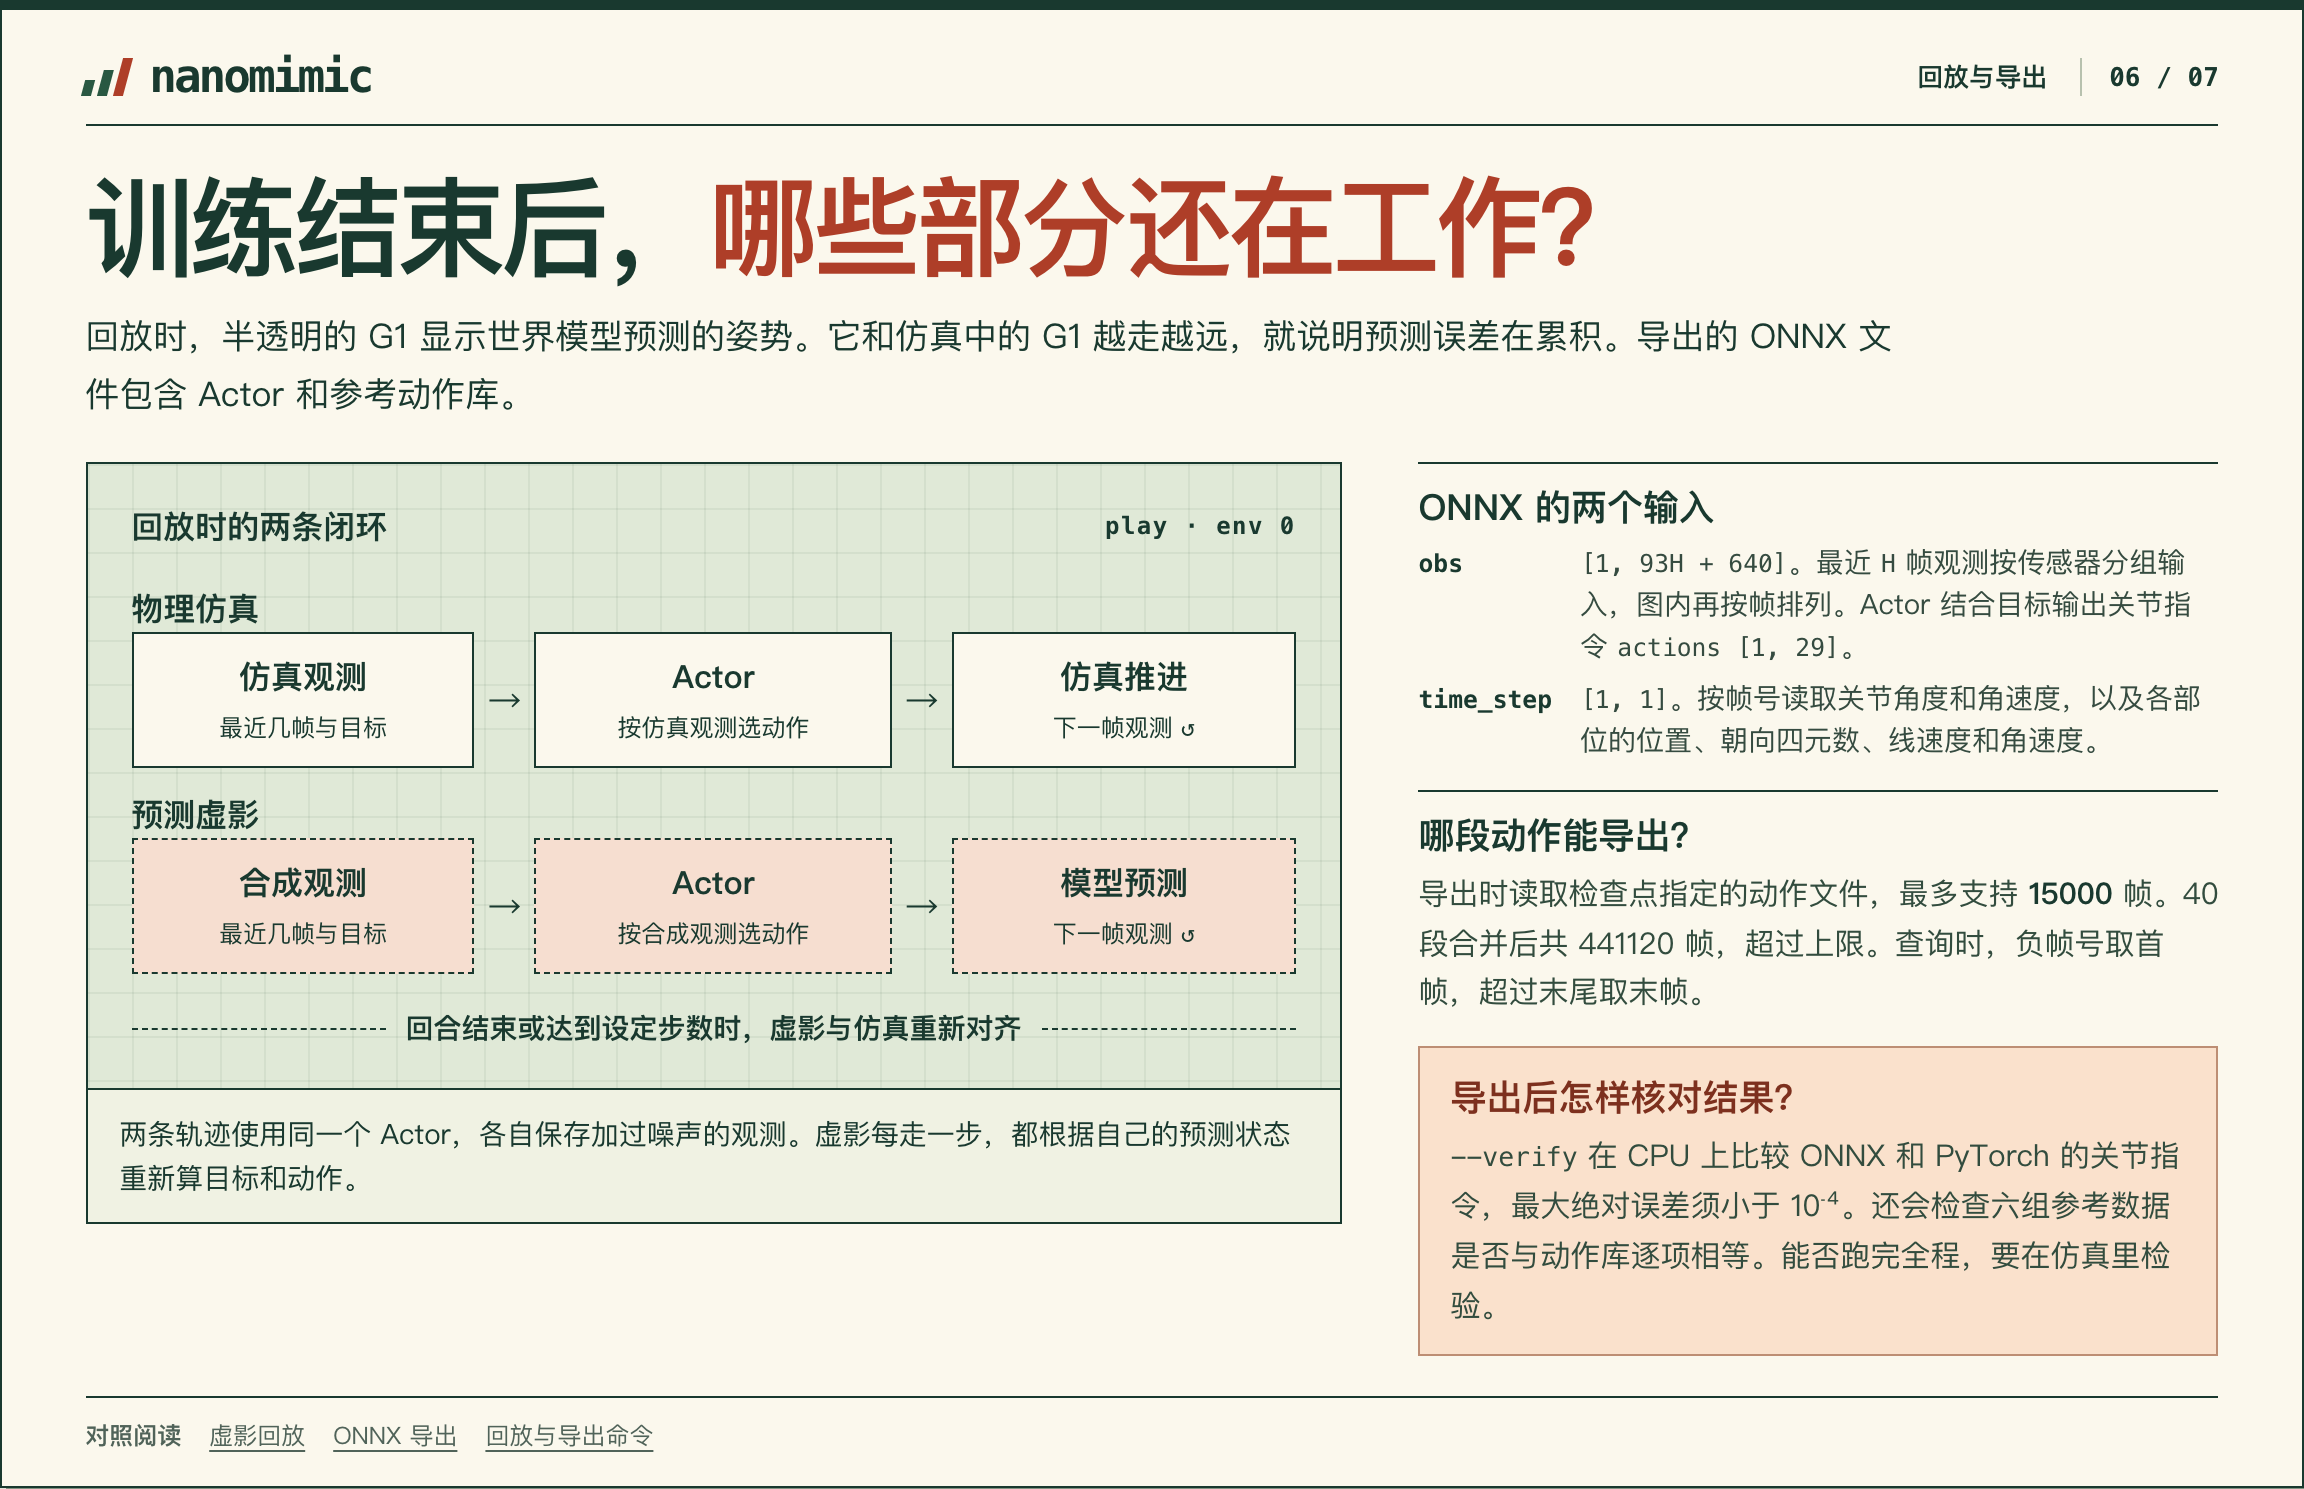 nanomimic
回放与导出 06 / 07
训练结束后，哪些部分还在工作？
回放时，半透明的 G1 显示世界模型预测的姿势。它和仿真中的 G1 越走越远，就说明预测误差在累积。导出的 ONNX 文
件包含 Actor 和参考动作库。
回放时的两条闭环
play · env 0
物理仿真
仿真观测
最近几帧与目标
→
Actor
按仿真观测选动作
→
仿真推进
下一帧观测 ↺
预测虚影
合成观测
最近几帧与目标
→
Actor
按合成观测选动作
→
模型预测
下一帧观测 ↺
回合结束或达到设定步数时，虚影与仿真重新对齐
两条轨迹使用同一个 Actor，各自保存加过噪声的观测。虚影每走一步，都根据自己的预测状态
重新算目标和动作。
ONNX 的两个输入
obs [1, 93H + 640]。最近 H 帧观测按传感器分组输
入，图内再按帧排列。Actor 结合目标输出关节指
令 actions [1, 29]。
time_step [1, 1]。按帧号读取关节角度和角速度，以及各部
位的位置、朝向四元数、线速度和角速度。
哪段动作能导出？
导出时读取检查点指定的动作文件，最多支持 15000 帧。40
段合并后共 441120 帧，超过上限。查询时，负帧号取首
帧，超过末尾取末帧。
导出后怎样核对结果？
--verify 在 CPU 上比较 ONNX 和 PyTorch 的关节指
令，最大绝对误差须小于 10⁻⁴。还会检查六组参考数据
是否与动作库逐项相等。能否跑完全程，要在仿真里检
验。
对照阅读 虚影回放 ONNX 导出 回放与导出命令